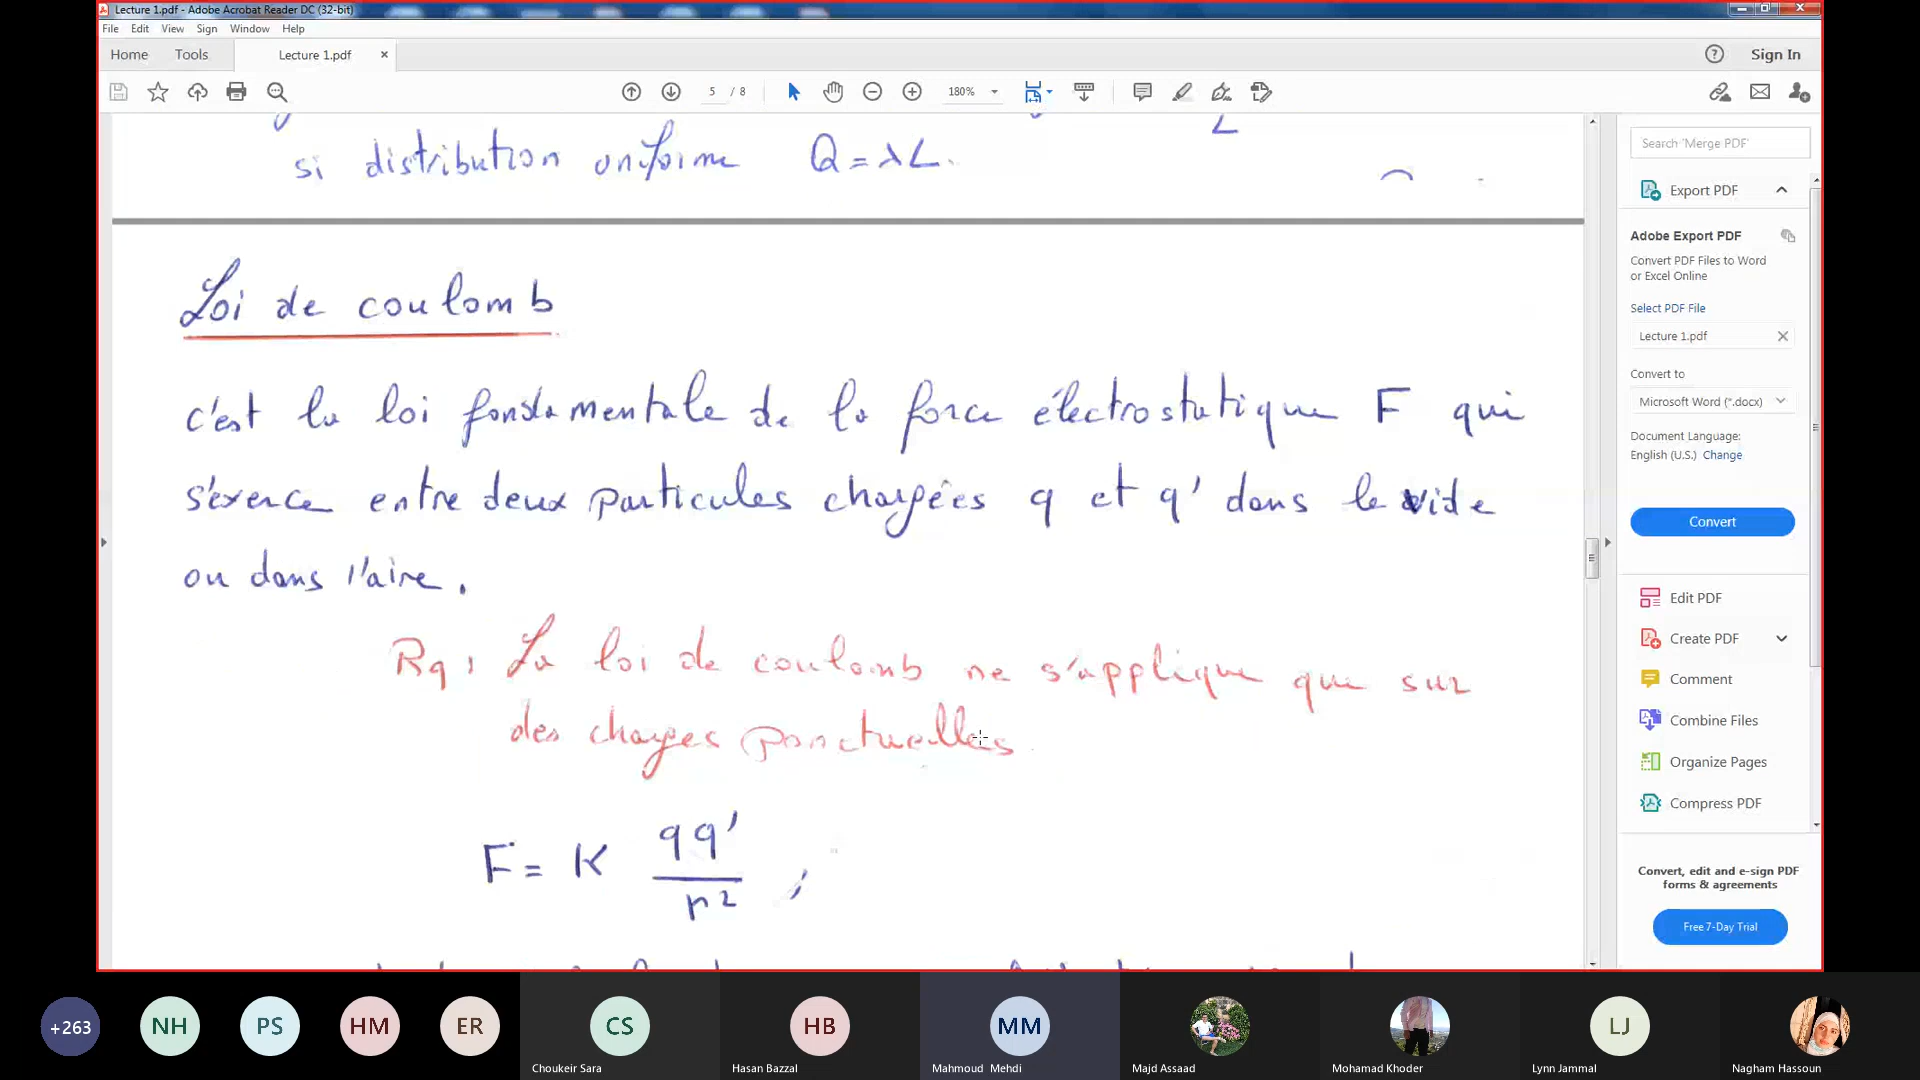 Lecture 1.pdf - Adobe Acrobat Reader DC (32-bit)
File Edit View Sign Window Help
Home Tools Lecture 1.pdf × Sign In
5 / 8 180%
Search 'Merge PDF'
Export PDF
Adobe Export PDF
Convert PDF Files to Word
or Excel Online
Select PDF File
Lecture 1.pdf
Convert to
Microsoft Word (*.docx)
Document Language:
English (U.S.) Change
Convert
Edit PDF
Create PDF
Comment
Combine Files
Organize Pages
Compress PDF
Convert, edit and e-sign PDF
forms & agreements
Free 7-Day Trial
L
si distribution uniforme Q = λL.
Loi de coulomb
c'est la loi fondamentale de la force électrostatique F qui
s'exerce entre deux particules chargées q et q' dans le vide
ou dans l'aire.
Rq : La loi de coulomb ne s'applique que sur
des charges ponctuelles
F = K qq' / r² ,
+263 NH PS HM ER CS HB MM LJ
Choukeir Sara Hasan Bazzal Mahmoud Mehdi Majd Assaad Mohamad Khoder Lynn Jammal Nagham Hassoun